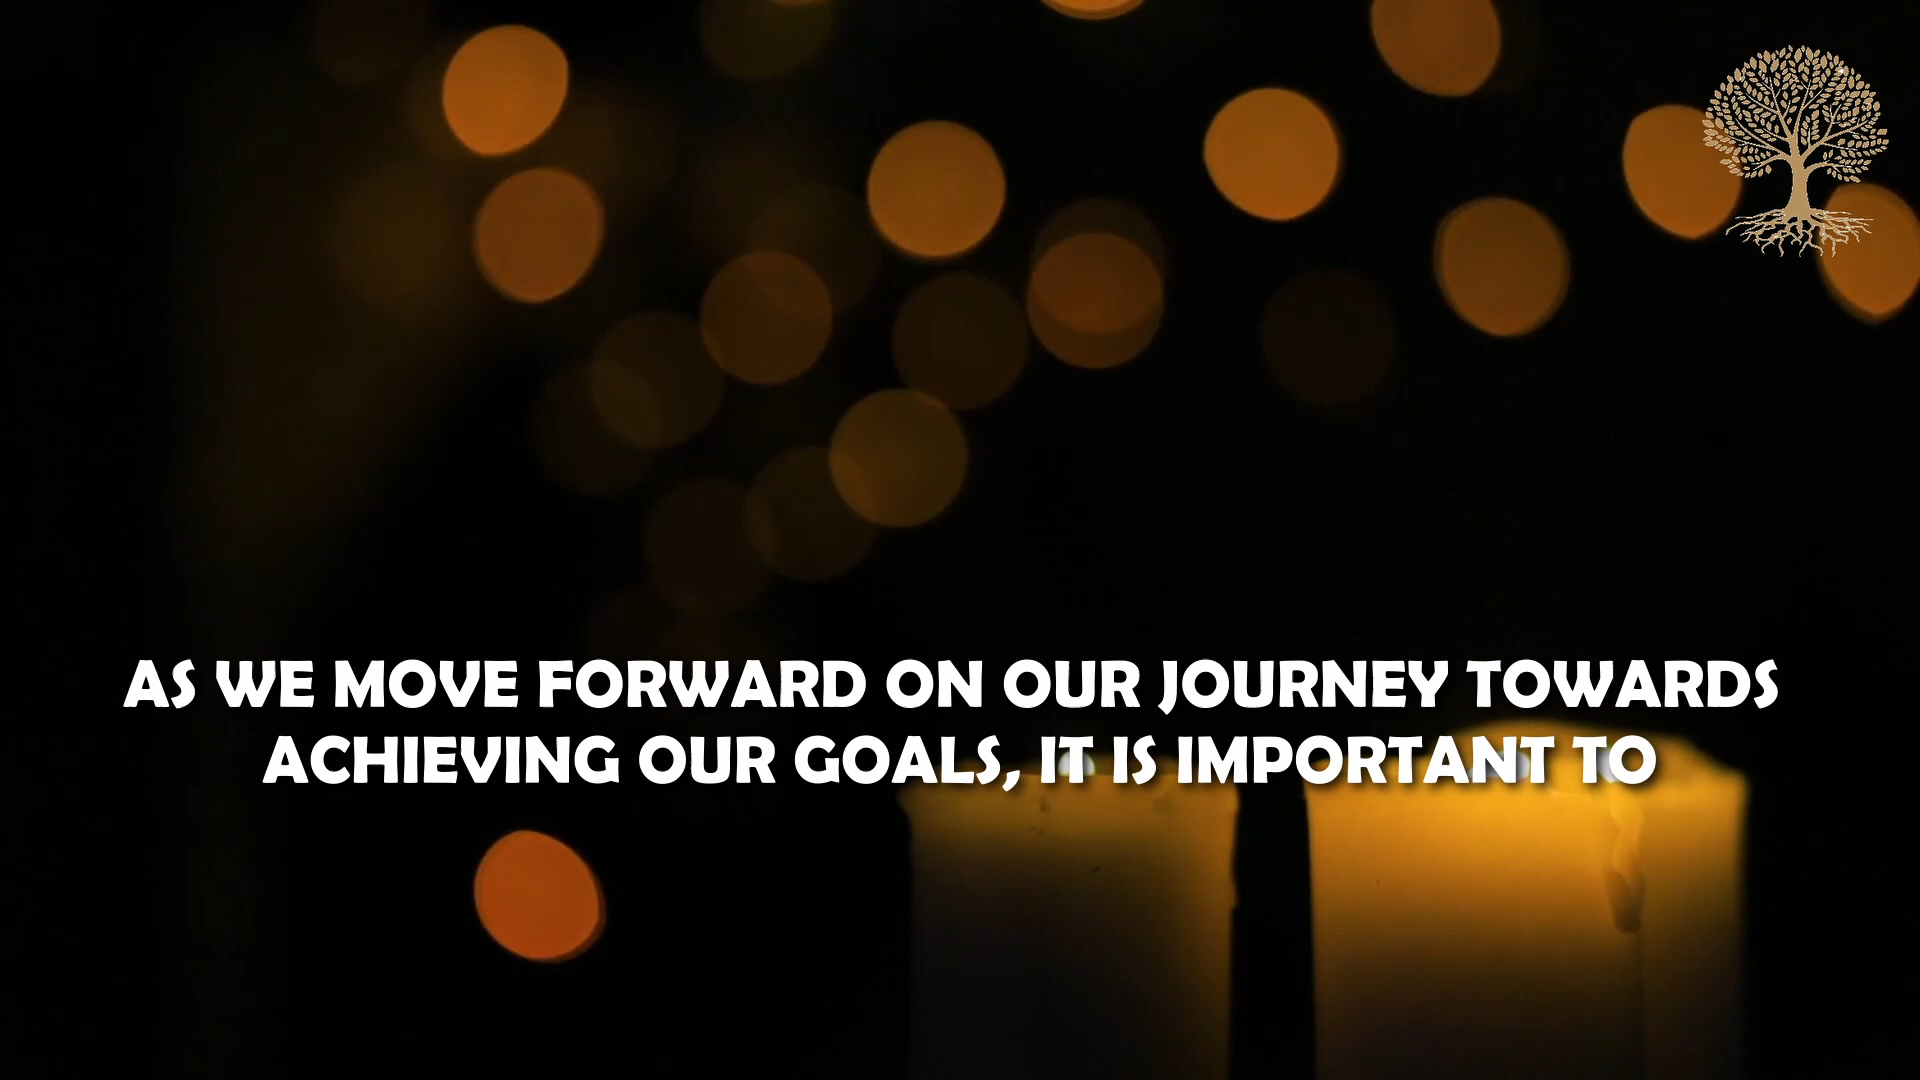 AS WE MOVE FORWARD ON OUR JOURNEY TOWARDS
ACHIEVING OUR GOALS, IT IS IMPORTANT TO